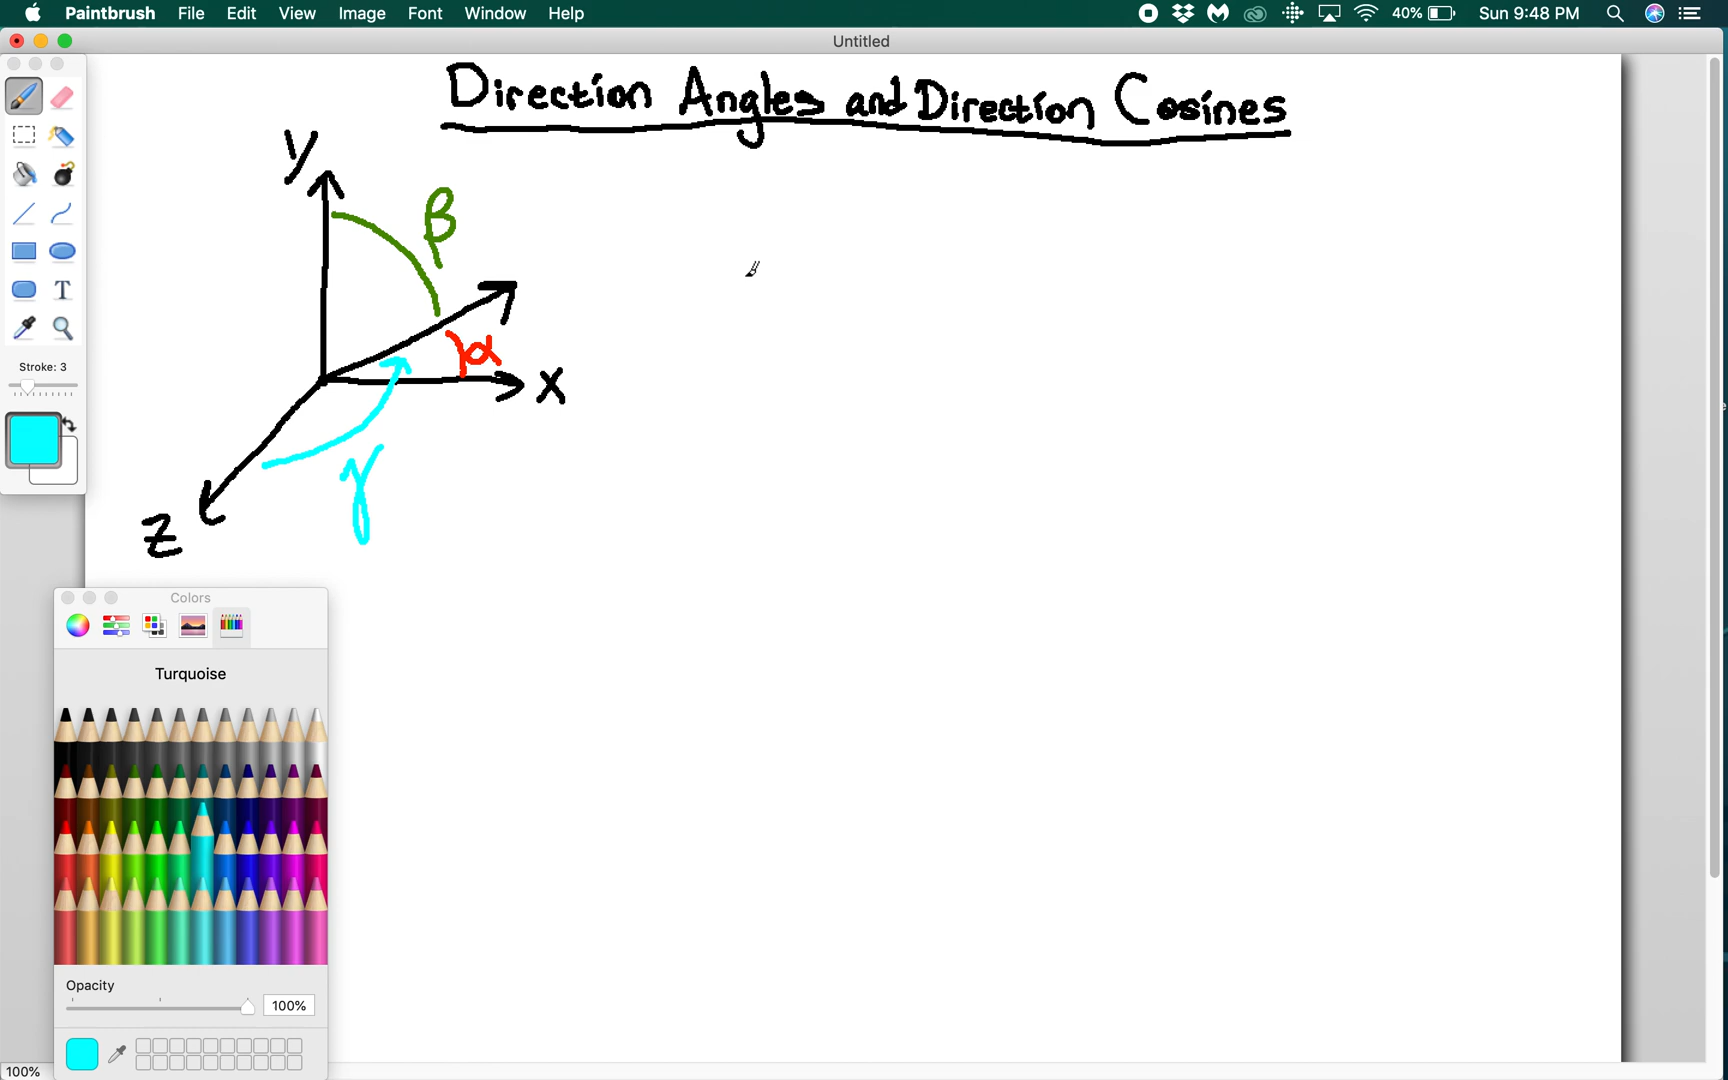 Paintbrush File Edit View Image Font Window Help 40% Sun 9:48 PM
Untitled
Direction Angles and Direction Cosines
y
β
α
x
γ
z
T
Stroke: 3
Colors
Turquoise
Opacity
100%
100%